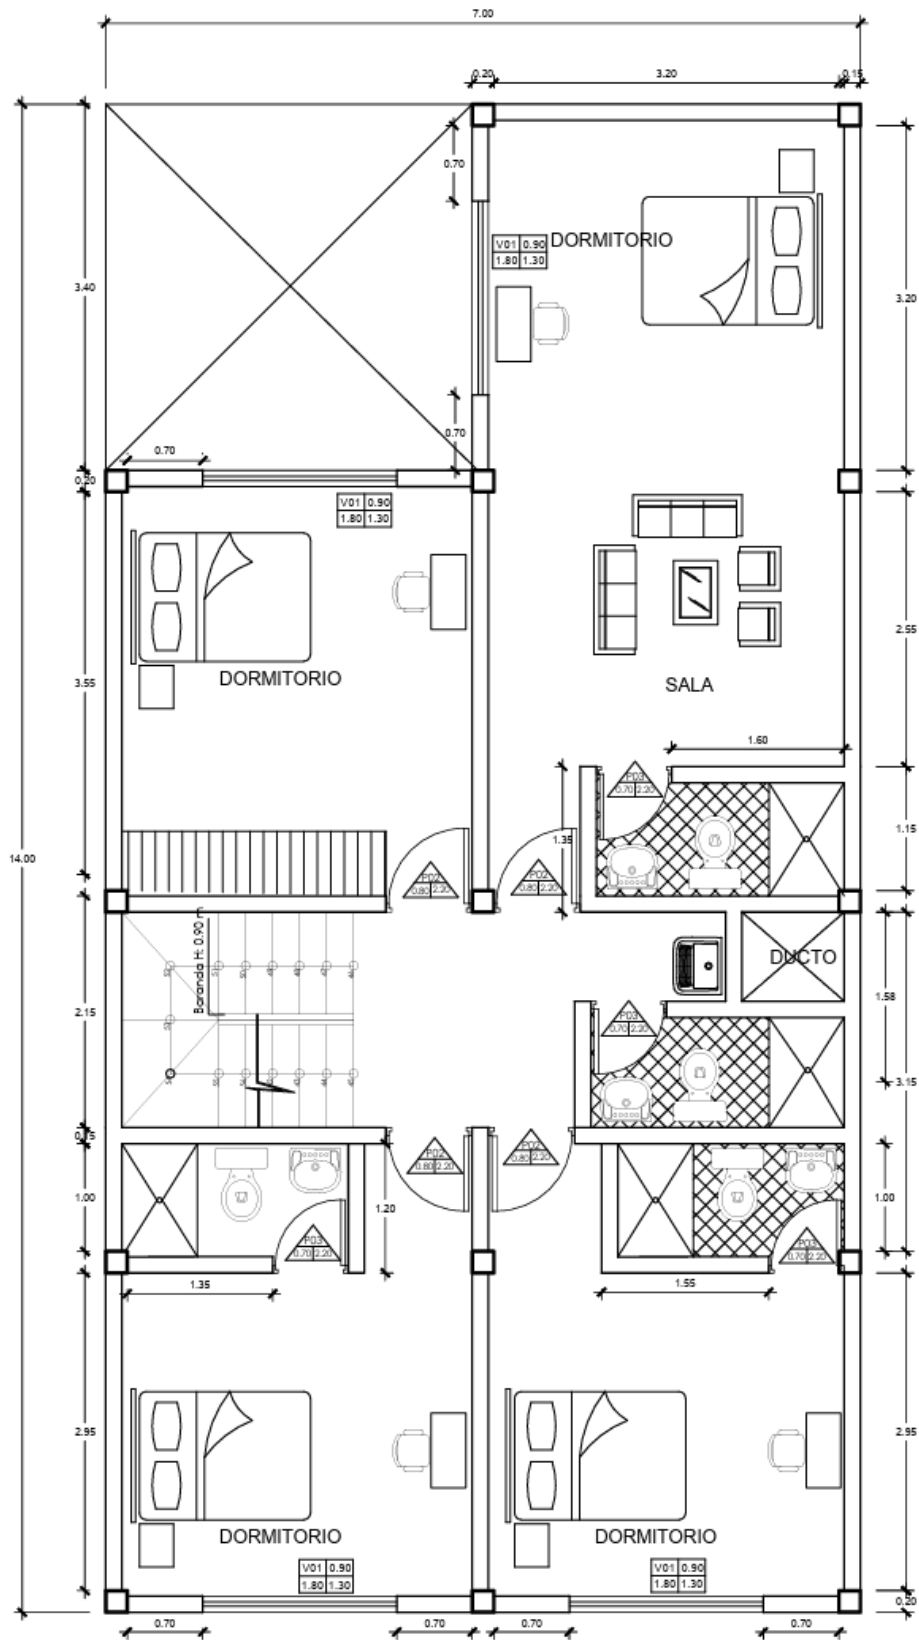 7.00
0.20
3.20
0.15
0.70
V01 0.90
1.80 1.30
DORMITORIO
3.40
3.20
0.70
0.70
0.20
V01 0.90
1.80 1.30
DORMITORIO
3.55
2.55
SALA
1.60
P03
0.70 2.20
1.35
1.15
14.00
P02
0.80 2.20
P02
0.80 2.20
Baranda H: 0.90 m
DUCTO
1.58
2.15
P03
0.70 2.20
3.15
0.15
P02
0.80 2.20
P02
0.80 2.20
1.00
1.20
1.00
P03
0.70 2.20
P03
0.70 2.20
1.35
1.55
2.95
2.95
DORMITORIO
DORMITORIO
V01 0.90
1.80 1.30
V01 0.90
1.80 1.30
0.20
0.70
0.70
0.70
0.70